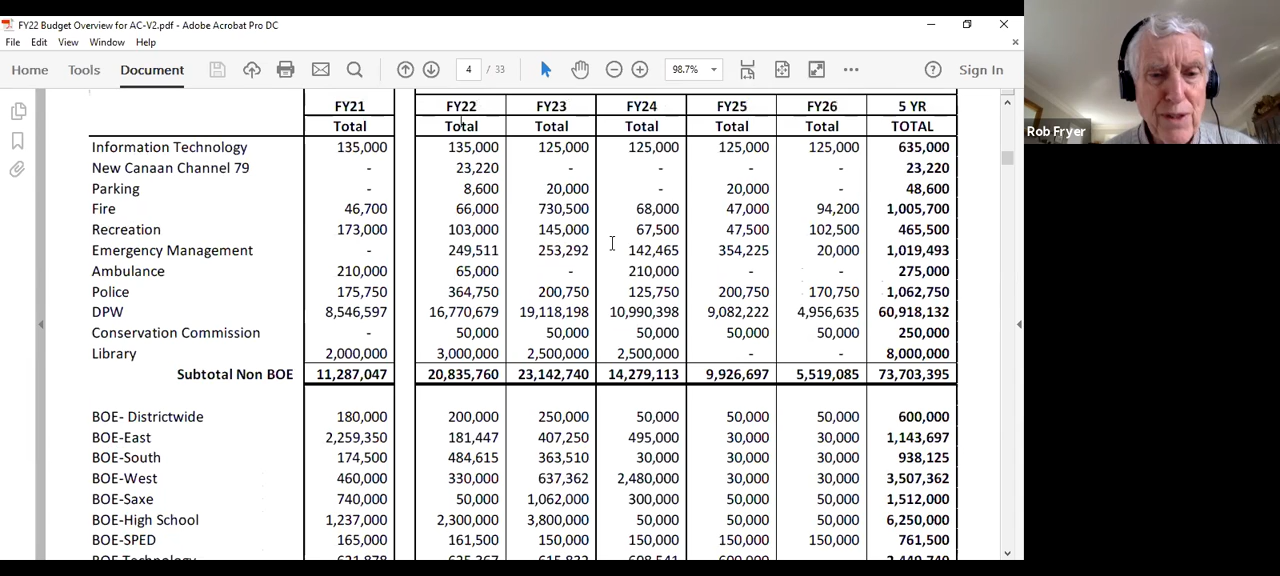 FY22 Budget Overview for AC-V2.pdf - Adobe Acrobat Pro DC
File Edit View Window Help
Home Tools Document 4 / 33 98.7% Sign In
FY21 FY22 FY23 FY24 FY25 FY26 5 YR
Total Total Total Total Total Total TOTAL
Information Technology 135,000 135,000 125,000 125,000 125,000 125,000 635,000
New Canaan Channel 79 - 23,220 - - - - 23,220
Parking - 8,600 20,000 - 20,000 - 48,600
Fire 46,700 66,000 730,500 68,000 47,000 94,200 1,005,700
Recreation 173,000 103,000 145,000 67,500 47,500 102,500 465,500
Emergency Management - 249,511 253,292 142,465 354,225 20,000 1,019,493
Ambulance 210,000 65,000 - 210,000 - - 275,000
Police 175,750 364,750 200,750 125,750 200,750 170,750 1,062,750
DPW 8,546,597 16,770,679 19,118,198 10,990,398 9,082,222 4,956,635 60,918,132
Conservation Commission - 50,000 50,000 50,000 50,000 50,000 250,000
Library 2,000,000 3,000,000 2,500,000 2,500,000 - - 8,000,000
Subtotal Non BOE 11,287,047 20,835,760 23,142,740 14,279,113 9,926,697 5,519,085 73,703,395
BOE- Districtwide 180,000 200,000 250,000 50,000 50,000 50,000 600,000
BOE-East 2,259,350 181,447 407,250 495,000 30,000 30,000 1,143,697
BOE-South 174,500 484,615 363,510 30,000 30,000 30,000 938,125
BOE-West 460,000 330,000 637,362 2,480,000 30,000 30,000 3,507,362
BOE-Saxe 740,000 50,000 1,062,000 300,000 50,000 50,000 1,512,000
BOE-High School 1,237,000 2,300,000 3,800,000 50,000 50,000 50,000 6,250,000
BOE-SPED 165,000 161,500 150,000 150,000 150,000 150,000 761,500
Rob Fryer